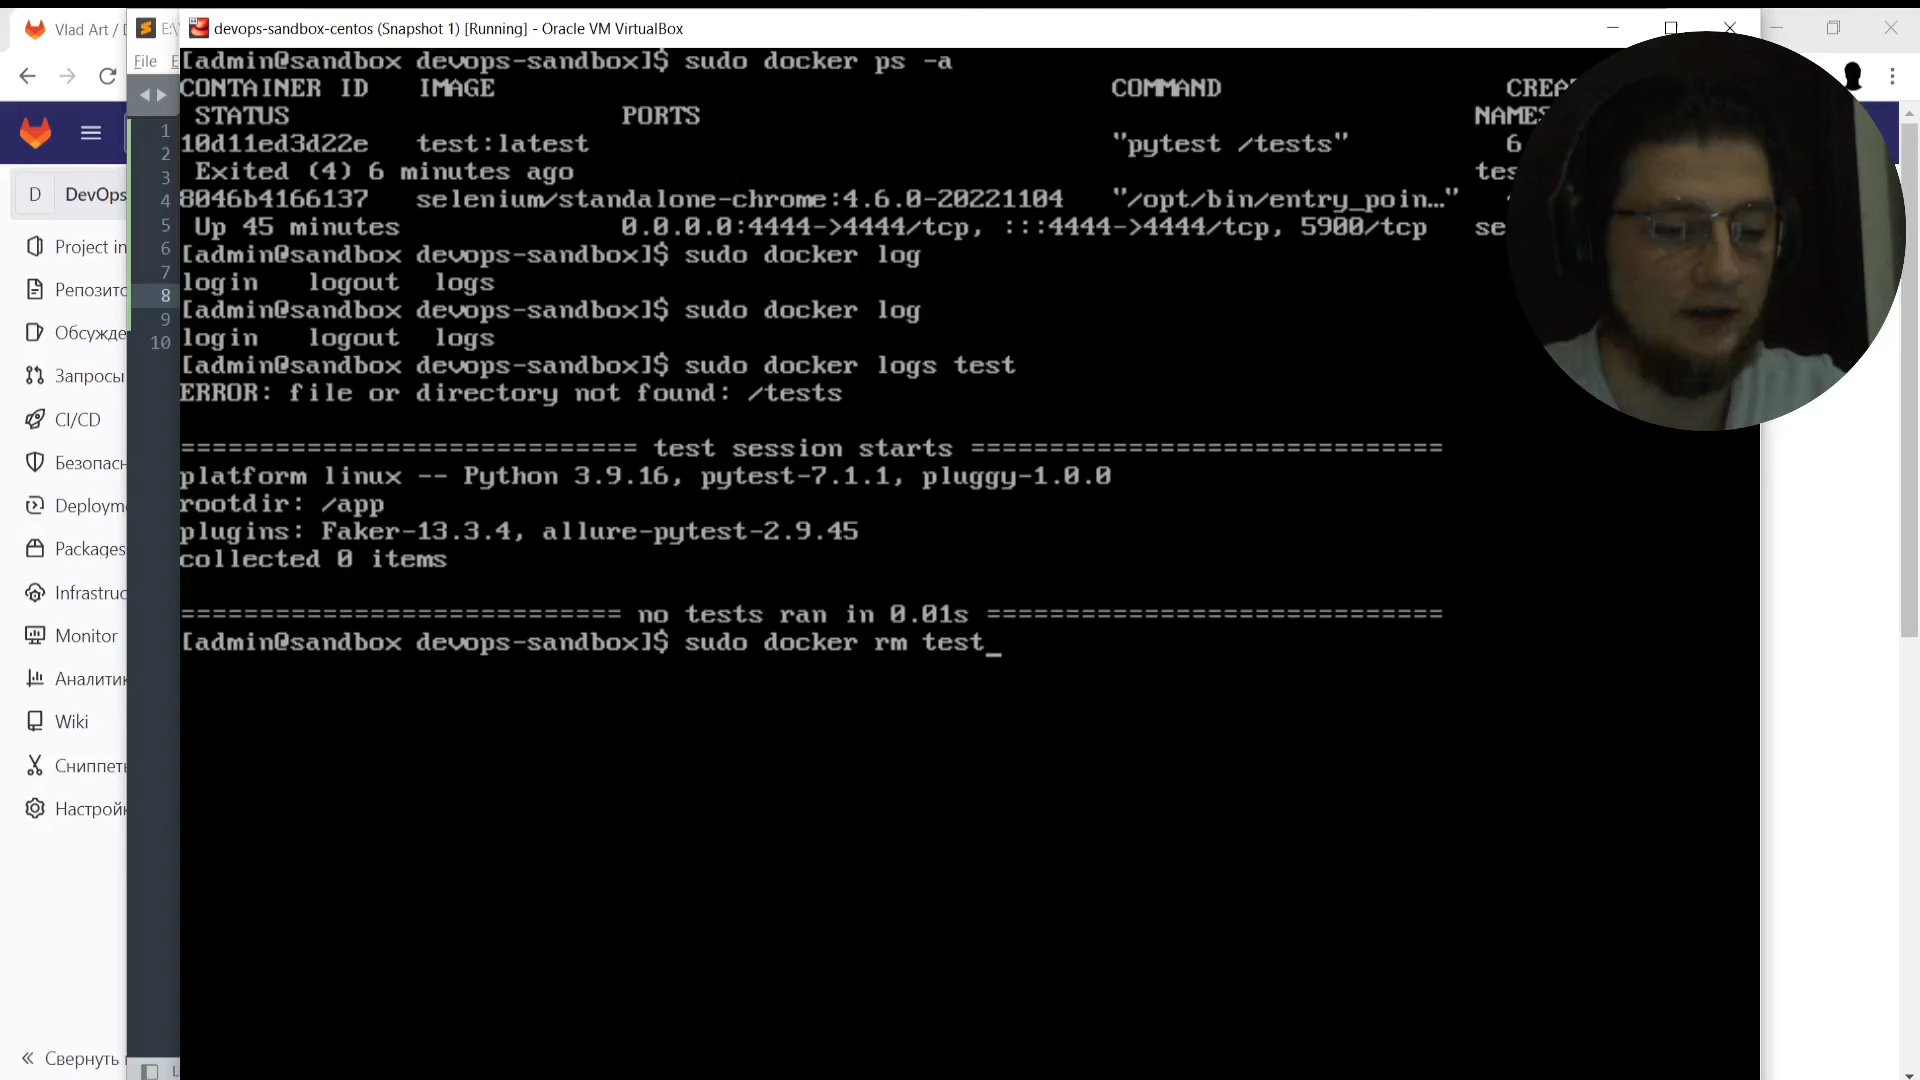 Vlad Art / D
E:\
devops-sandbox-centos (Snapshot 1) [Running] - Oracle VM VirtualBox
File
[admin@sandbox devops-sandbox]$ sudo docker ps -a
CONTAINER ID IMAGE COMMAND
STATUS PORTS
10d11ed3d22e test:latest "pytest /tests" 6
Exited (4) 6 minutes ago
8046b4166137 selenium/standalone-chrome:4.6.0-20221104 "/opt/bin/entry_poin…"
Up 45 minutes 0.0.0.0:4444->4444/tcp, :::4444->4444/tcp, 5900/tcp
[admin@sandbox devops-sandbox]$ sudo docker log
login logout logs
[admin@sandbox devops-sandbox]$ sudo docker log
login logout logs
[admin@sandbox devops-sandbox]$ sudo docker logs test
ERROR: file or directory not found: /tests
============================= test session starts ==============================
platform linux -- Python 3.9.16, pytest-7.1.1, pluggy-1.0.0
rootdir: /app
plugins: Faker-13.3.4, allure-pytest-2.9.45
collected 0 items
============================ no tests ran in 0.01s =============================
[admin@sandbox devops-sandbox]$ sudo docker rm test_
1
2
3
4
5
6
7
8
9
10
D DevOps
Project in
Репозито
Обсужде
Запросы
CI/CD
Безопасн
Deploym
Packages
Infrastruc
Monitor
Аналитик
Wiki
Сниппеты
Настройк
Свернуть